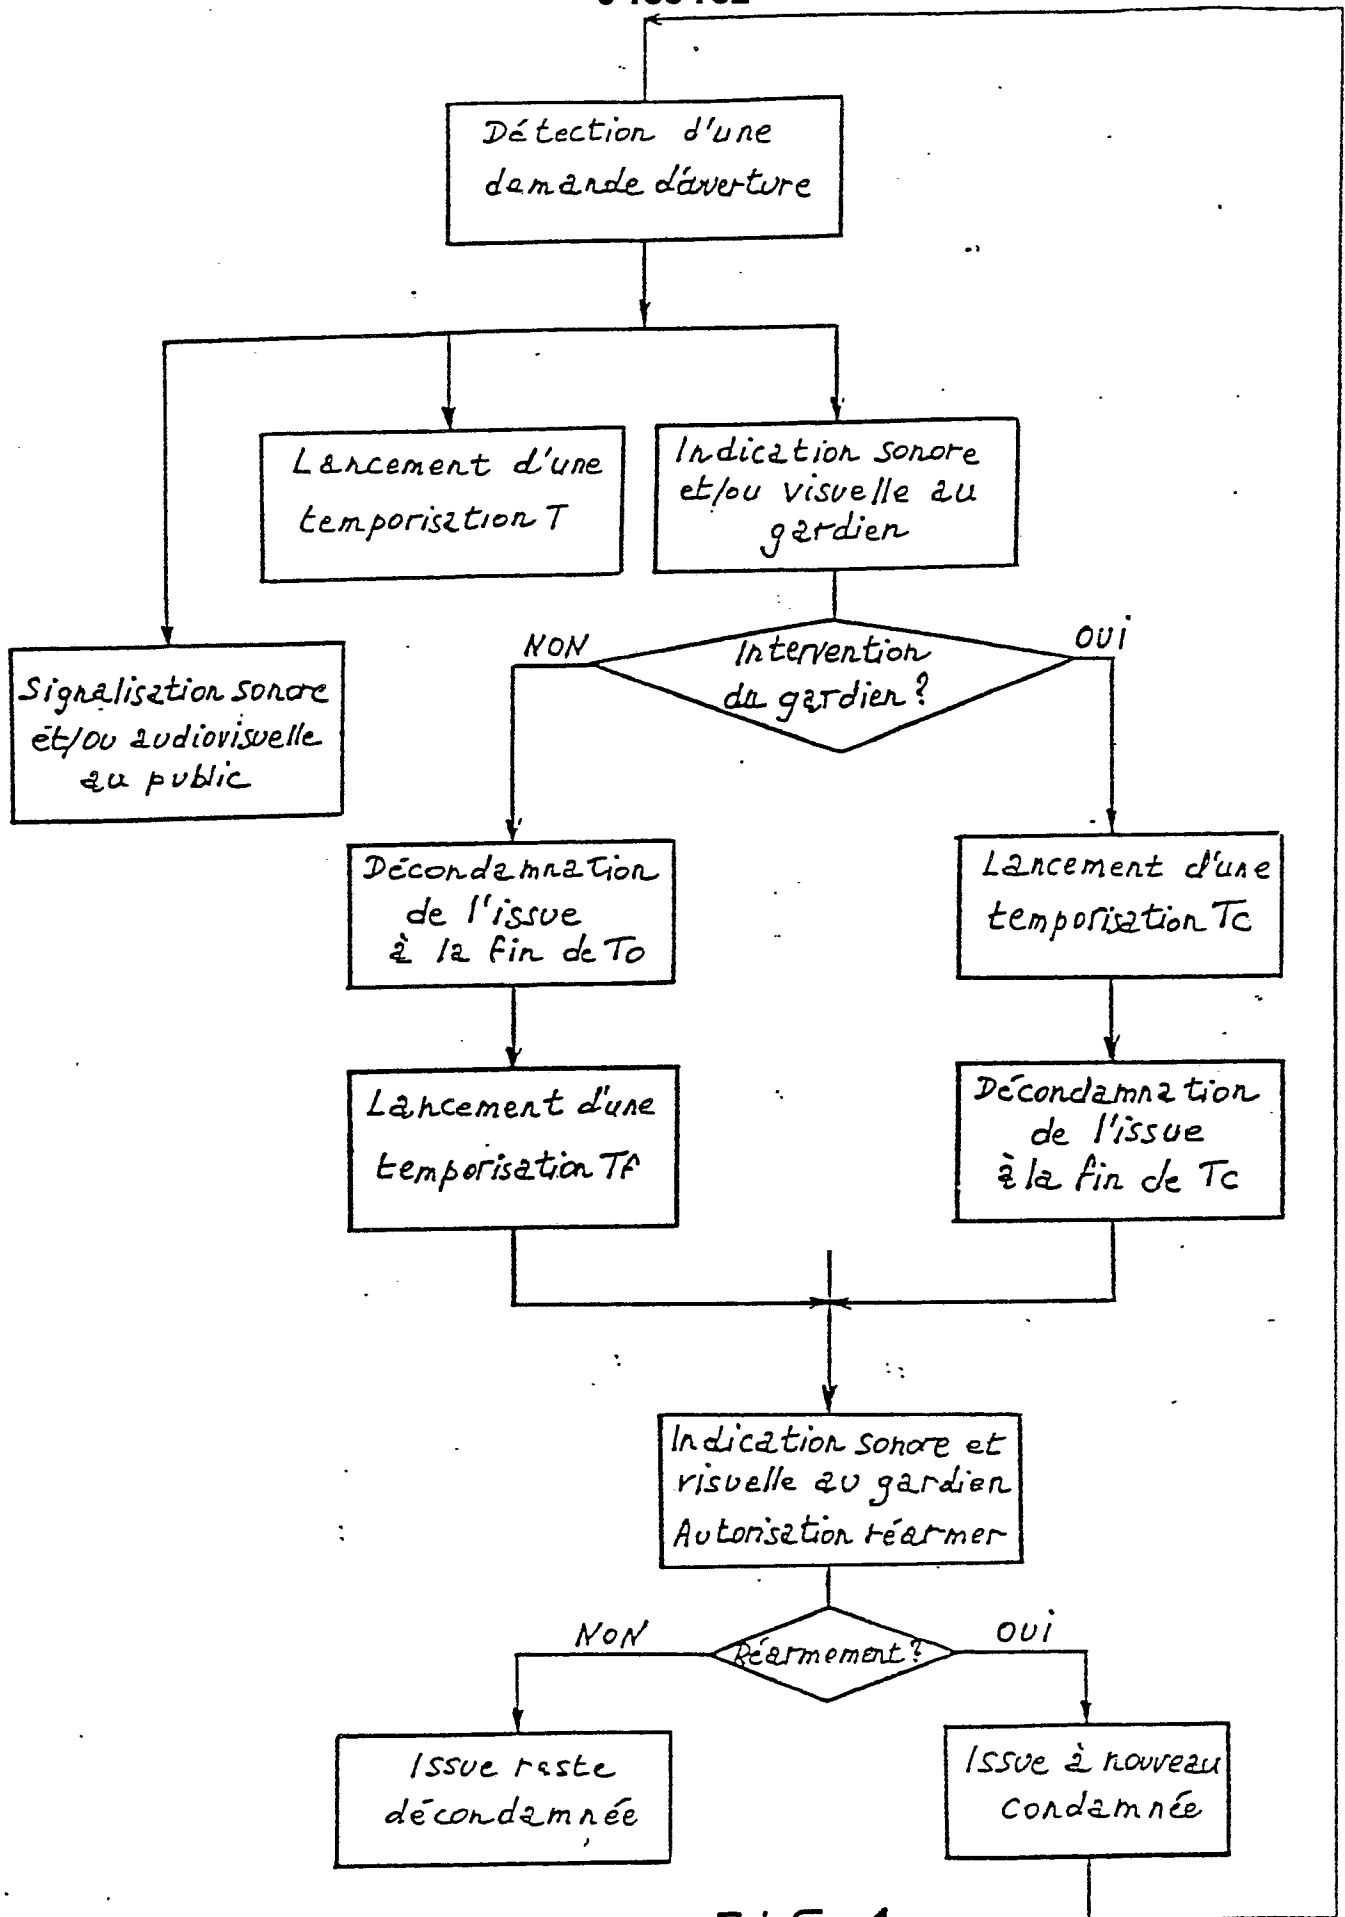 Détection d'une
demande d'ouverture
Lancement d'une
temporisation T
Indication sonore
et/ou visuelle au
gardien
NON
Intervention
du gardien?
OUI
Signalisation sonore
et/ou audiovisuelle
au public
Décondamnation
de l'issue
à la fin de To
Lancement d'une
temporisation Tc
Lancement d'une
temporisation Tf
Décondamnation
de l'issue
à la fin de Tc
Indication sonore et
visuelle au gardien
Autorisation réarmer
NON
Réarmement?
OUI
Issue reste
décondamnée
Issue à nouveau
condamnée